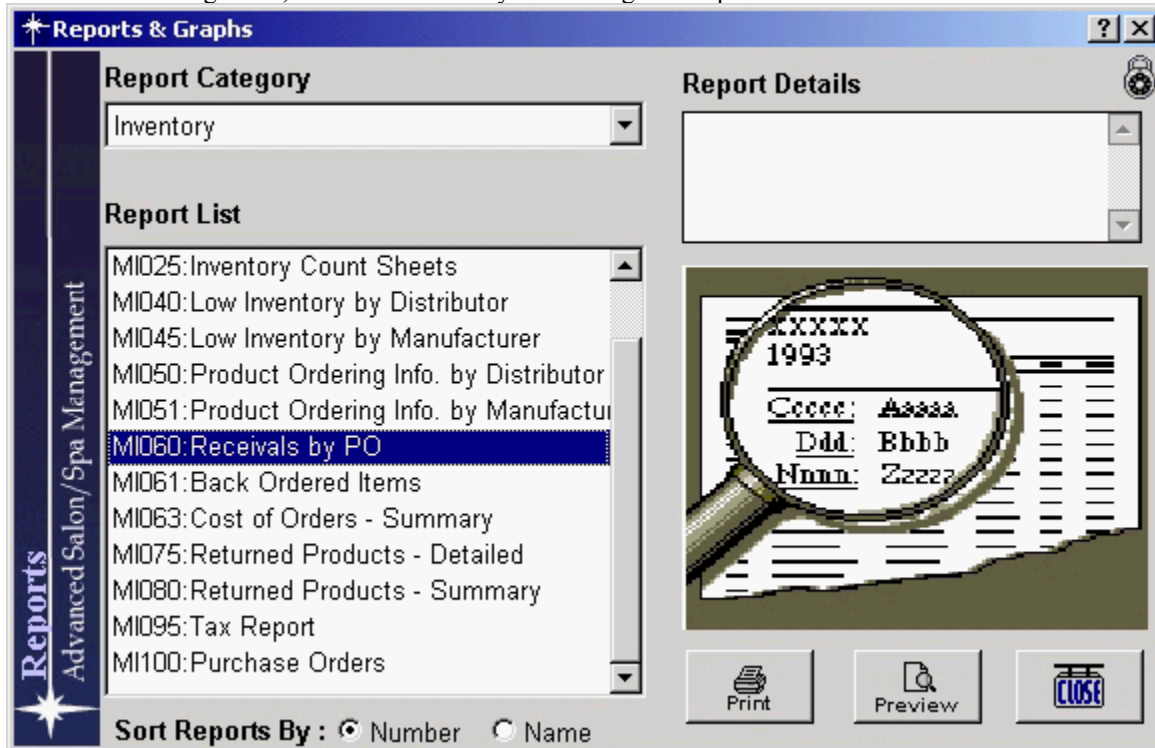 Reports & Graphs
Report Category
Inventory
Report List
MI025:Inventory Count Sheets
MI040:Low Inventory by Distributor
MI045:Low Inventory by Manufacturer
MI050:Product Ordering Info. by Distributor
MI051:Product Ordering Info. by Manufactu
MI060:Receivals by PO
MI061:Back Ordered Items
MI063:Cost of Orders - Summary
MI075:Returned Products - Detailed
MI080:Returned Products - Summary
MI095:Tax Report
MI100:Purchase Orders
Sort Reports By : Number Name
Report Details
XXXXX
1993
Ccccc: Aaaaa
Ddd: Bbbb
Nnnn: Zzzzz
Print
Preview
CLOSE
Reports
Advanced Salon/Spa Management